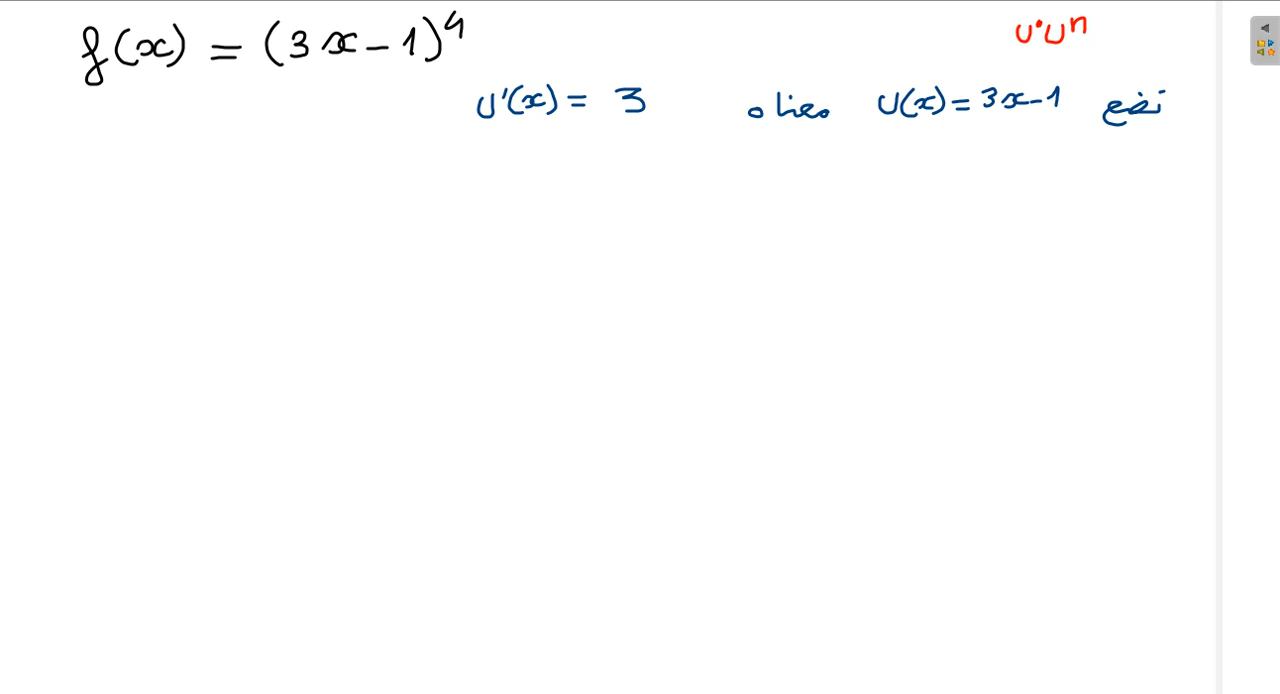 f(x) = (3x-1)⁴
U'Uⁿ
نضع U(x)=3x-1 معناه U'(x)= 3